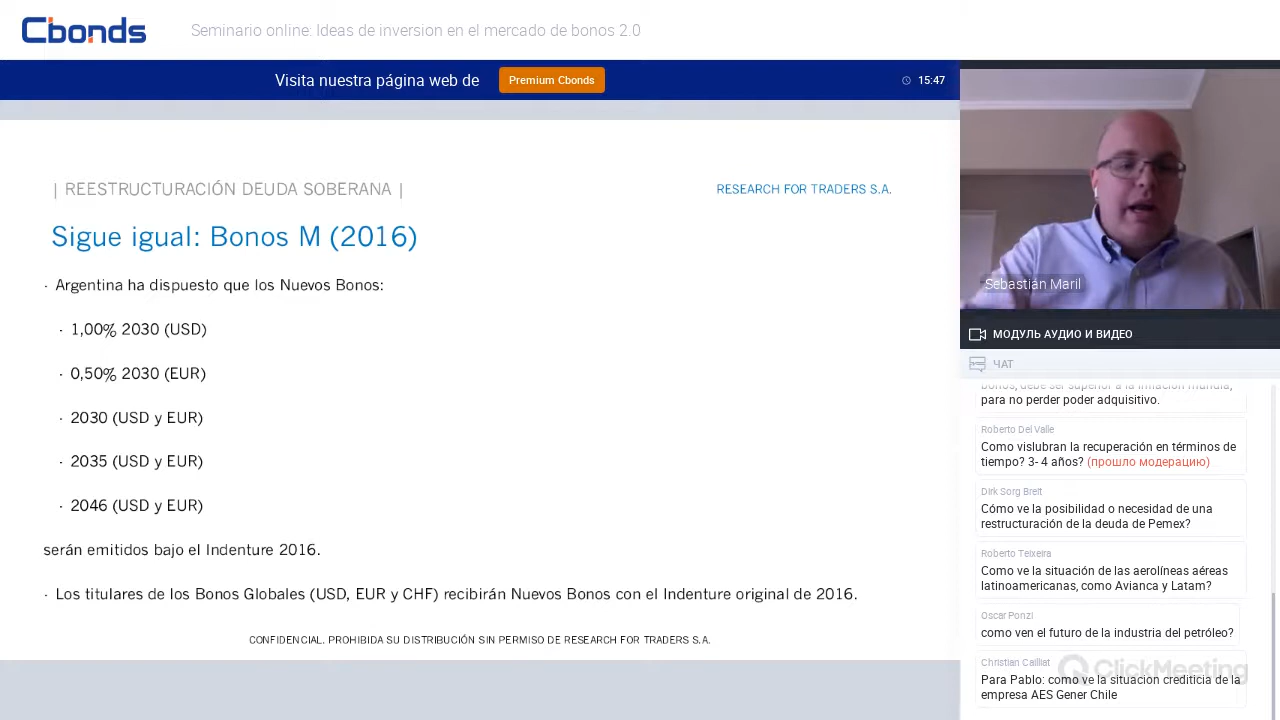 Cbonds
Seminario online: Ideas de inversion en el mercado de bonos 2.0
Visita nuestra página web de
Premium Cbonds
15:47
| REESTRUCTURACIÓN DEUDA SOBERANA |
RESEARCH FOR TRADERS S.A.
Sigue igual: Bonos M (2016)
· Argentina ha dispuesto que los Nuevos Bonos:
· 1,00% 2030 (USD)
· 0,50% 2030 (EUR)
· 2030 (USD y EUR)
· 2035 (USD y EUR)
· 2046 (USD y EUR)
serán emitidos bajo el Indenture 2016.
· Los titulares de los Bonos Globales (USD, EUR y CHF) recibirán Nuevos Bonos con el Indenture original de 2016.
CONFIDENCIAL. PROHIBIDA SU DISTRIBUCIÓN SIN PERMISO DE RESEARCH FOR TRADERS S.A.
Sebastián Maril
МОДУЛЬ АУДИО И ВИДЕО
ЧАТ
bonos, debe ser superior a la inflación mundia,
para no perder poder adquisitivo.
Roberto Del Valle
Como vislubran la recuperación en términos de
tiempo? 3- 4 años? (прошло модерацию)
Dirk Sorg Breit
Cómo ve la posibilidad o necesidad de una
restructuración de la deuda de Pemex?
Roberto Teixeira
Como ve la situación de las aerolíneas aéreas
latinoamericanas, como Avianca y Latam?
Oscar Ponzi
como ven el futuro de la industria del petróleo?
Christian Cailliat
Para Pablo: como ve la situación crediticia de la
empresa AES Gener Chile
ClickMeeting